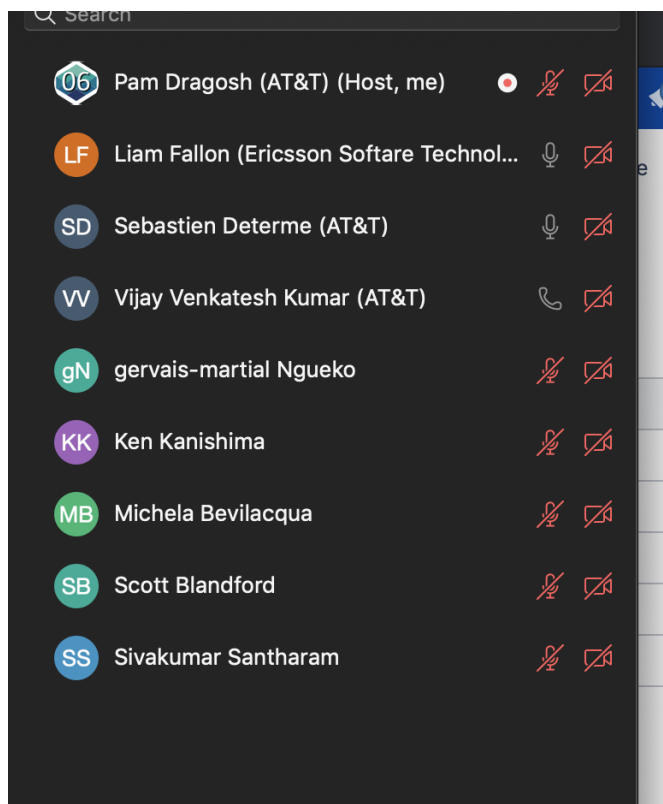 Search
06 Pam Dragosh (AT&T) (Host, me)
LF Liam Fallon (Ericsson Softare Technol...
SD Sebastien Determe (AT&T)
VV Vijay Venkatesh Kumar (AT&T)
gN gervais-martial Ngueko
KK Ken Kanishima
MB Michela Bevilacqua
SB Scott Blandford
SS Sivakumar Santharam
e